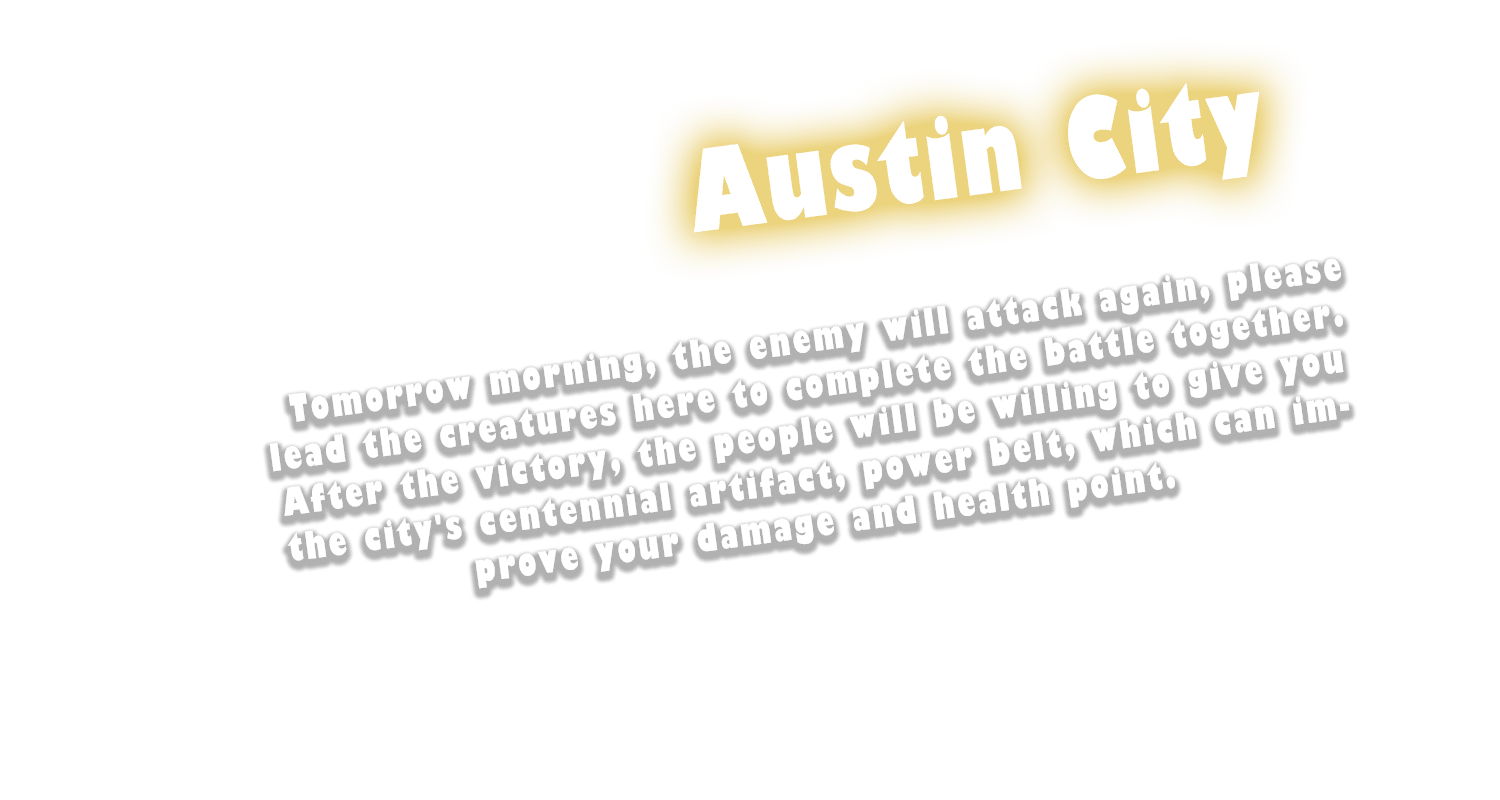 Austin City
Tomorrow morning, the enemy will attack again, please
lead the creatures here to complete the battle together.
After the victory, the people will be willing to give you
the city's centennial artifact, power belt, which can im-
prove your damage and health point.